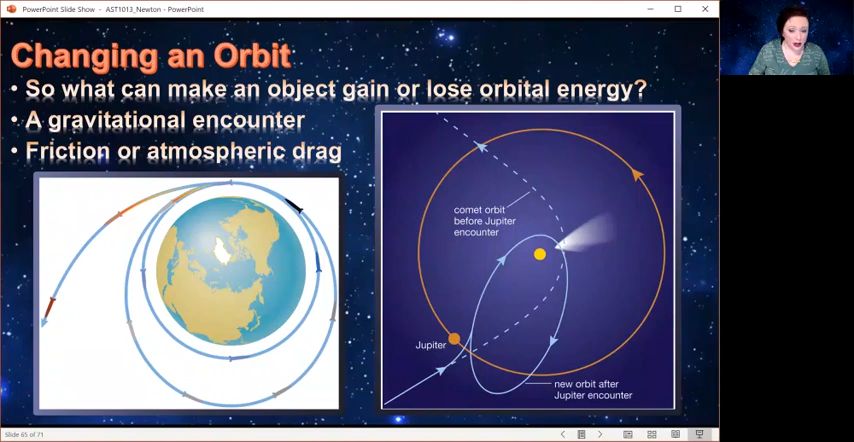 PowerPoint Slide Show - AST1013_Newton - PowerPoint
Changing an Orbit
• So what can make an object gain or lose orbital energy?
• A gravitational encounter
• Friction or atmospheric drag
comet orbit
before Jupiter
encounter
Jupiter
new orbit after
Jupiter encounter
Slide 65 of 71